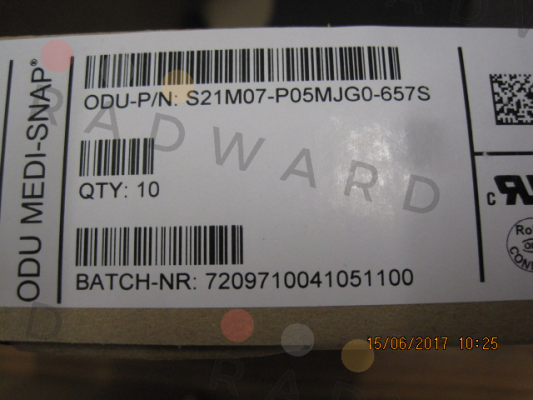 ODU MEDI-SNAP®
ODU-P/N: S21M07-P05MJG0-657S
QTY: 10
BATCH-NR: 7209710041051100
RADWARD
15/06/2017 10:25